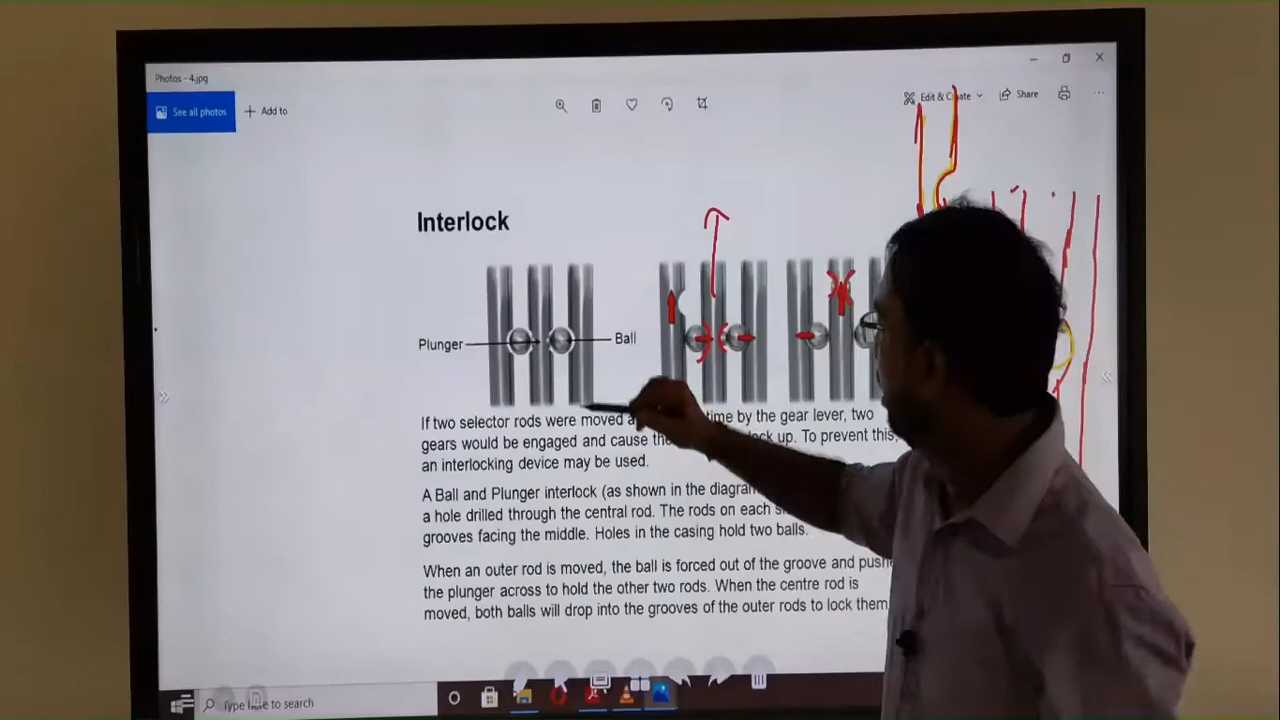 Photos - 4.jpg
See all photos
Add to
Edit & Create
Share
Interlock
Plunger
Ball
If two selector rods were moved a time by the gear lever, two
gears would be engaged and cause the lock up. To prevent this,
an interlocking device may be used.
A Ball and Plunger interlock (as shown in the diagram
a hole drilled through the central rod. The rods on each
grooves facing the middle. Holes in the casing hold two balls.
When an outer rod is moved, the ball is forced out of the groove and pushe
the plunger across to hold the other two rods. When the centre rod is
moved, both balls will drop into the grooves of the outer rods to lock them
Type here to search